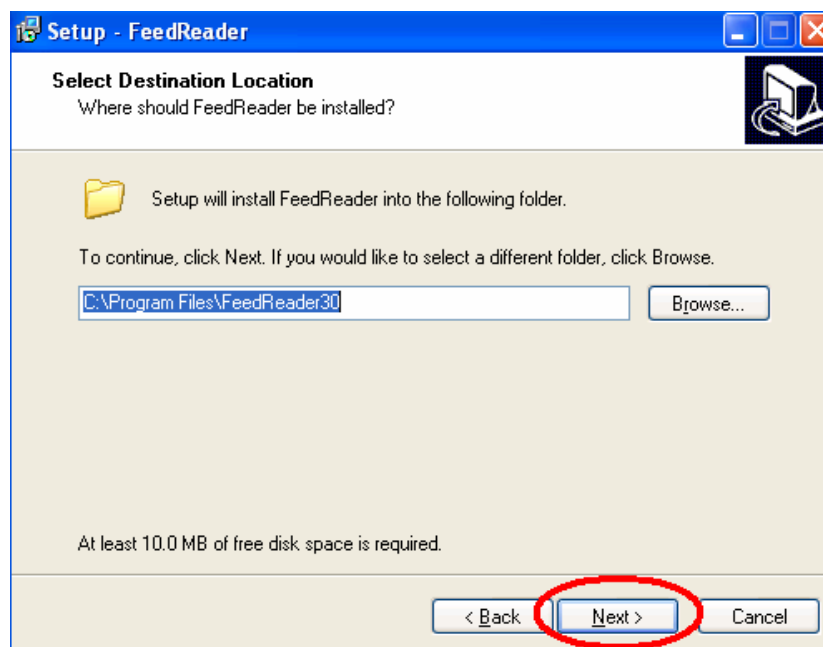 Setup - FeedReader
Select Destination Location
Where should FeedReader be installed?
Setup will install FeedReader into the following folder.
To continue, click Next. If you would like to select a different folder, click Browse.
C:\Program Files\FeedReader30
Browse...
At least 10.0 MB of free disk space is required.
< Back
Next >
Cancel